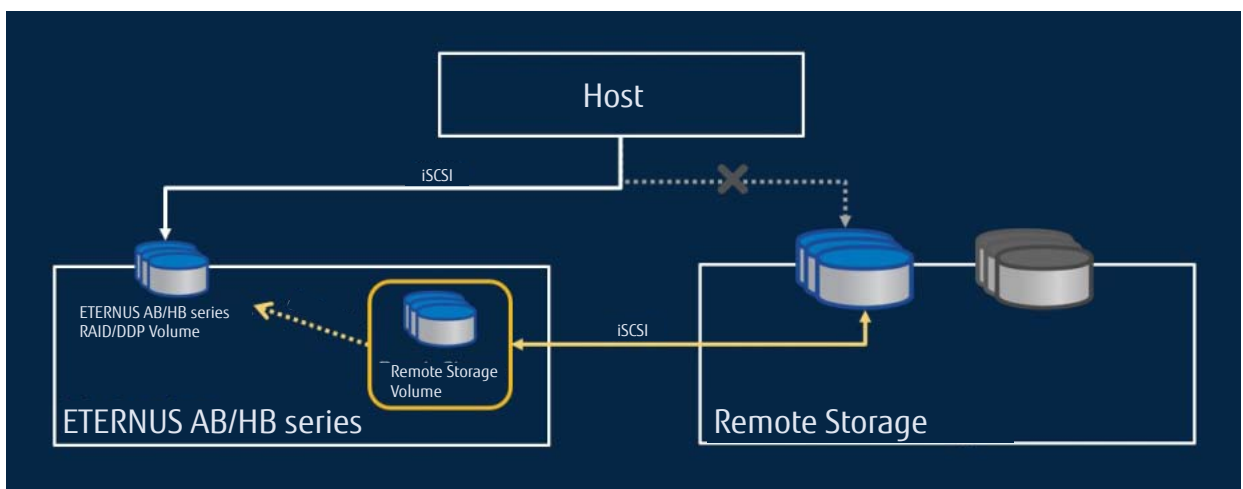 Host
iSCSI
ETERNUS AB/HB series
RAID/DDP Volume
iSCSI
Remote Storage
Volume
ETERNUS AB/HB series
Remote Storage